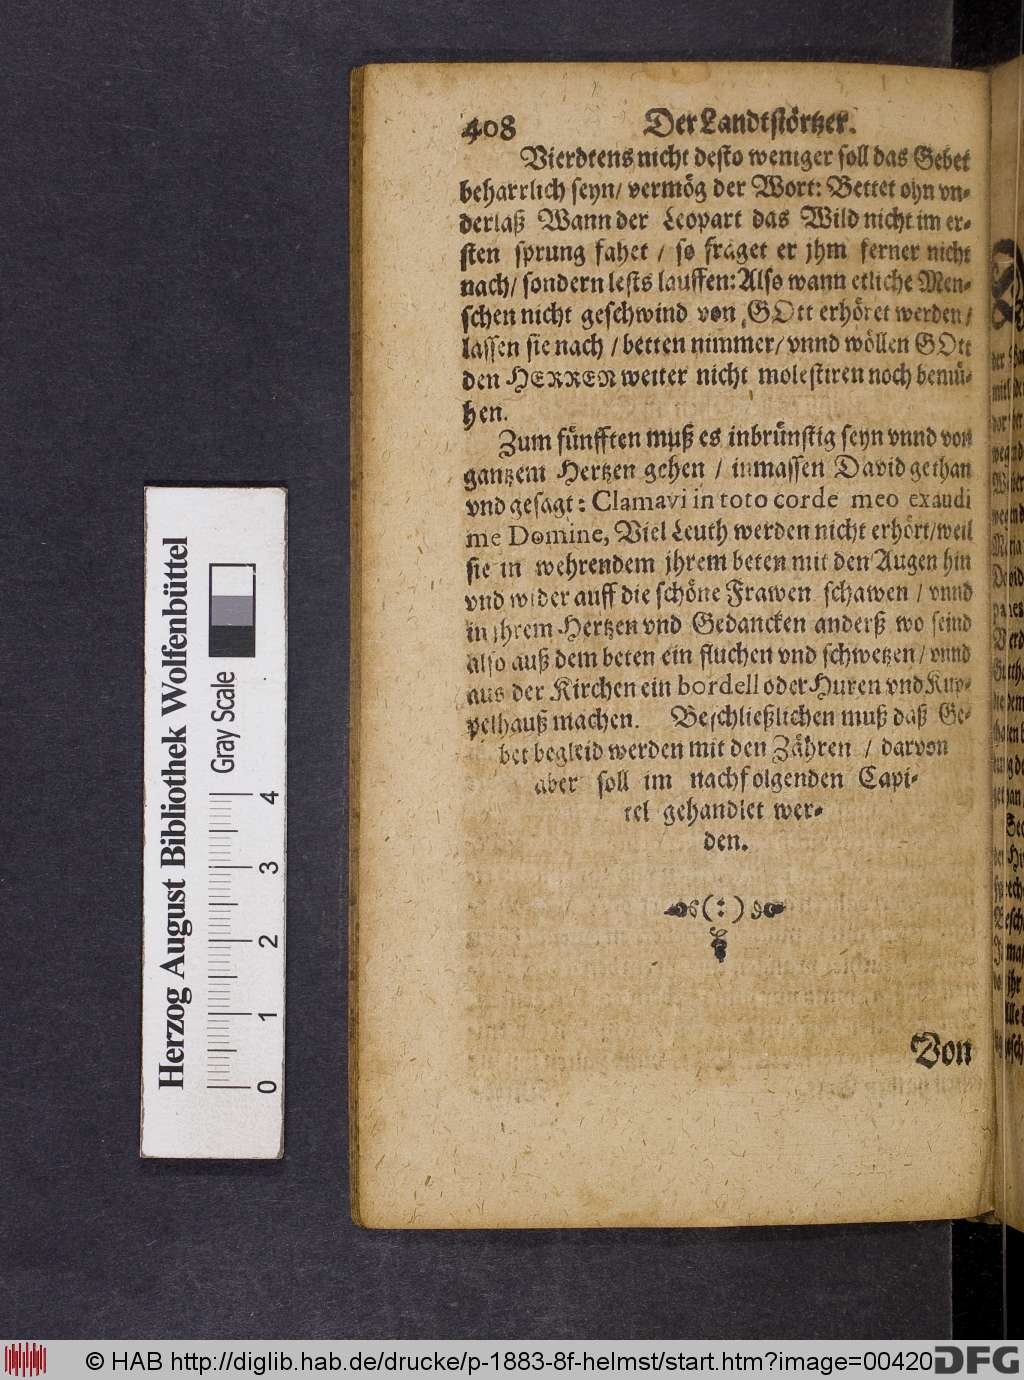 408 Der Landtstörtzer.
Vierdtens nicht desto weniger soll das Gebet
beharrlich seyn/ vermög der Wort: Bettet ohn vn-
derlaß Wann der Leopart das Wild nicht im er-
sten sprung fahet / so fraget er jhm ferner nicht
nach/ sondern lests lauffen: Also wann etliche Men-
schen nicht geschwind von GOtt erhöret werden/
lassen sie nach / betten nimmer/ vnnd wöllen GOtt
den HERREN weiter nicht molestiren noch bemü-
hen.
Zum fünfften muß es inbrünstig seyn vnnd von
gantzem Hertzen gehen / inmassen David gethan
vnd gesagt: Clamavi in toto corde meo exaudi
me Domine, Viel Leuth werden nicht erhört/ weil
sie in wehrendem jhrem beten mit den Augen hin
vnd wider auff die schöne Frawen schawen / vnnd
in jhrem Hertzen vnd Gedancken anderß wo seind
also auß dem beten ein fluchen vnd schwetzen / vnnd
aus der Kirchen ein bordell oder Huren vnd Kup-
pelhauß machen. Beschließlichen muß daß Ge-
bet begleid werden mit den Zähren / darvon
aber soll im nachfolgenden Capi-
tel gehandlet wer-
den.
Von
Herzog August Bibliothek Wolfenbüttel
Gray Scale
0 1 2 3 4
© HAB http://diglib.hab.de/drucke/p-1883-8f-helmst/start.htm?image=00420
DFG